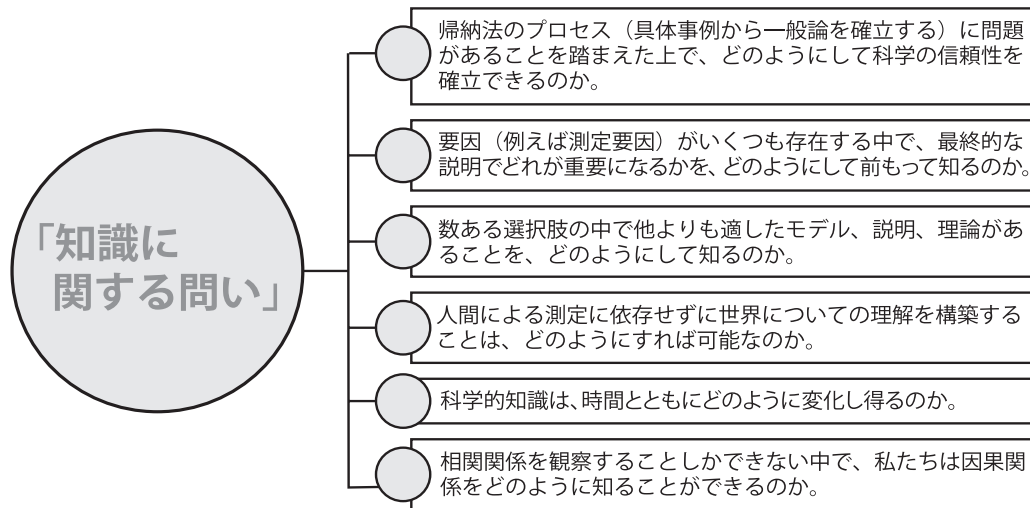 「知識に
関する問い」
帰納法のプロセス（具体事例から一般論を確立する）に問題
があることを踏まえた上で、どのようにして科学の信頼性を
確立できるのか。
要因（例えば測定要因）がいくつも存在する中で、最終的な
説明でどれが重要になるかを、どのようにして前もって知るのか。
数ある選択肢の中で他よりも適したモデル、説明、理論があ
ることを、どのようにして知るのか。
人間による測定に依存せずに世界についての理解を構築する
ことは、どのようにすれば可能なのか。
科学的知識は、時間とともにどのように変化し得るのか。
相関関係を観察することしかできない中で、私たちは因果関
係をどのように知ることができるのか。